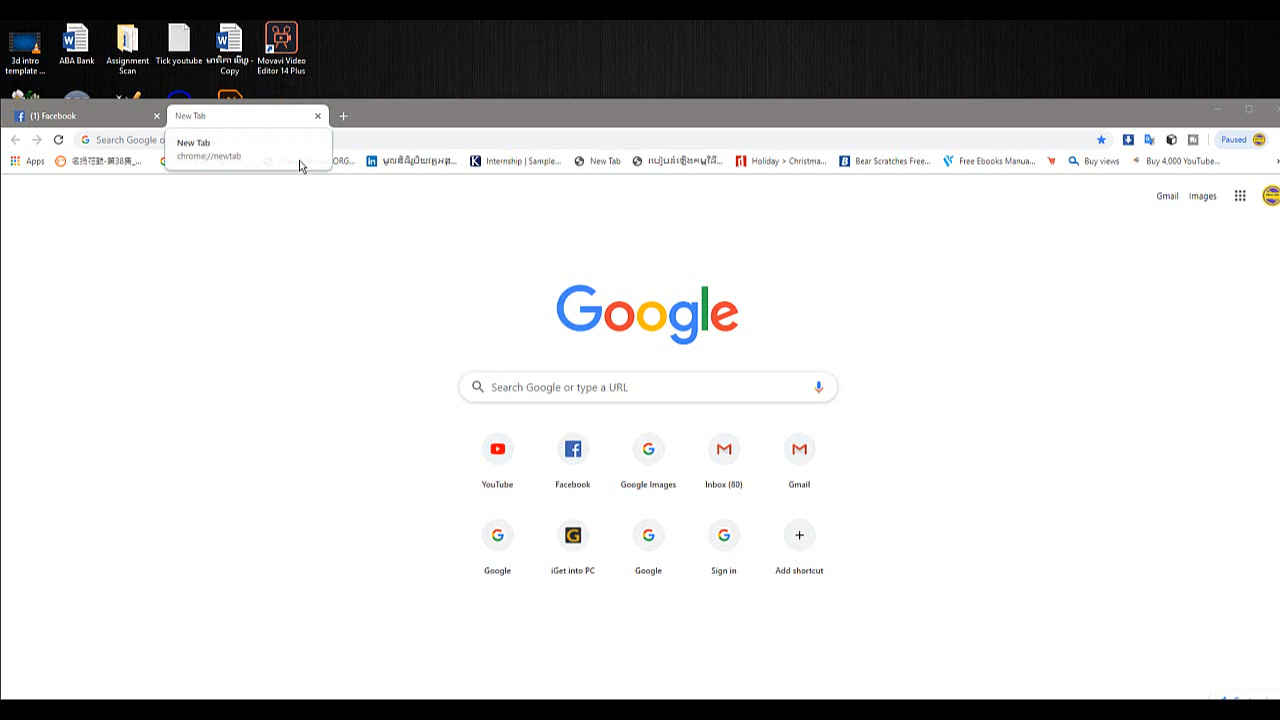 3d intro
template ...
ABA Bank
Assignment
Scan
Tick youtube
Copy
Movavi Video
Editor 14 Plus
(1) Facebook
New Tab
Search Google o
New Tab
chrome://newtab
Paused
Apps
ORG...
Internship | Sample...
New Tab
Holiday > Christma...
Bear Scratches Free...
Free Ebooks Manua...
Buy views
Buy 4,000 YouTube...
Gmail
Images
Google
Search Google or type a URL
YouTube
Facebook
Google Images
Inbox (80)
Gmail
Google
iGet into PC
Google
Sign in
Add shortcut